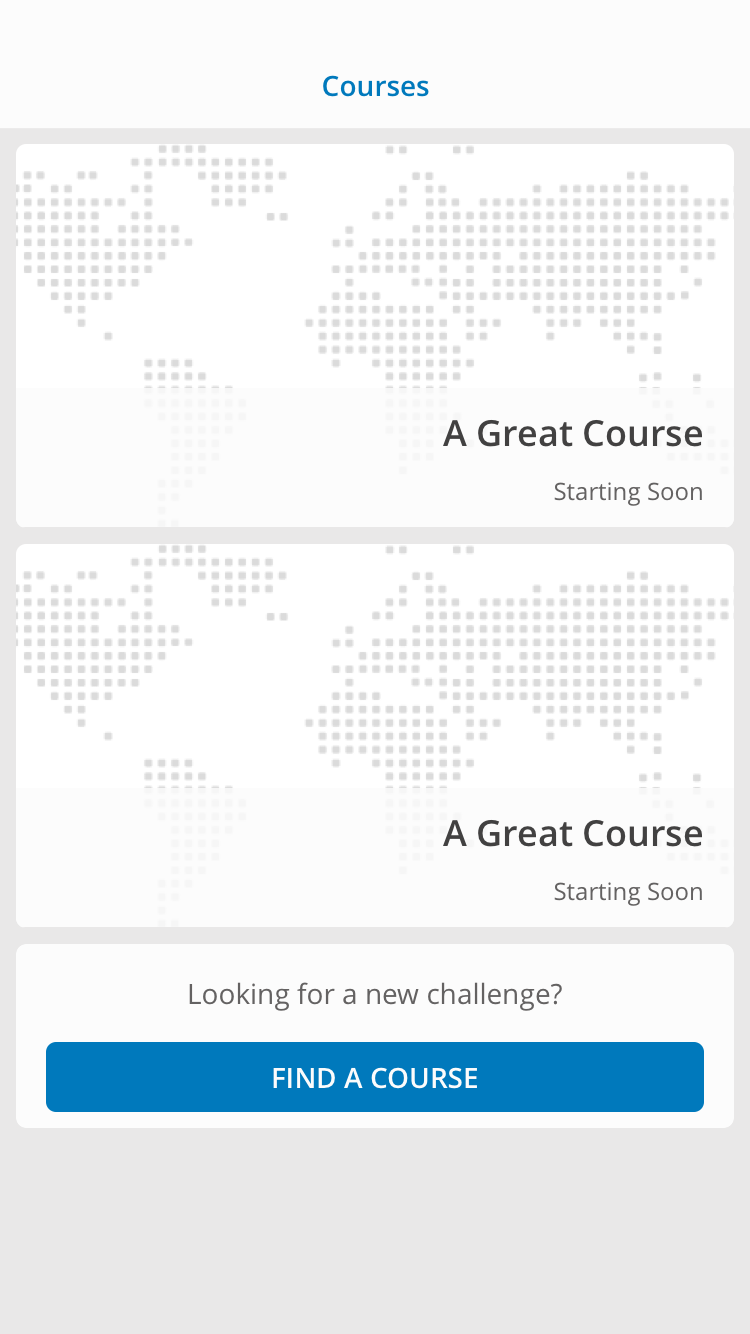 Courses
A Great Course
Starting Soon
A Great Course
Starting Soon
Looking for a new challenge?
FIND A COURSE